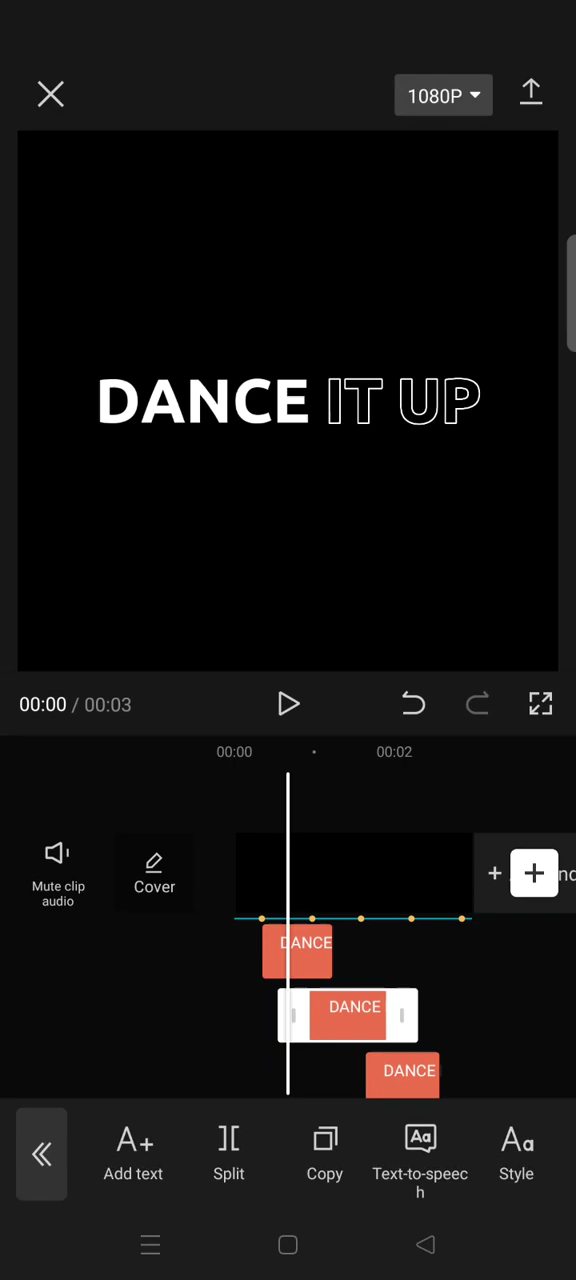 1080P
DANCE IT UP
00:00 / 00:03
00:00
00:02
Mute clip
audio
Cover
DANCE
DANCE
DANCE
Add text
Split
Copy
Text-to-speec
h
Style